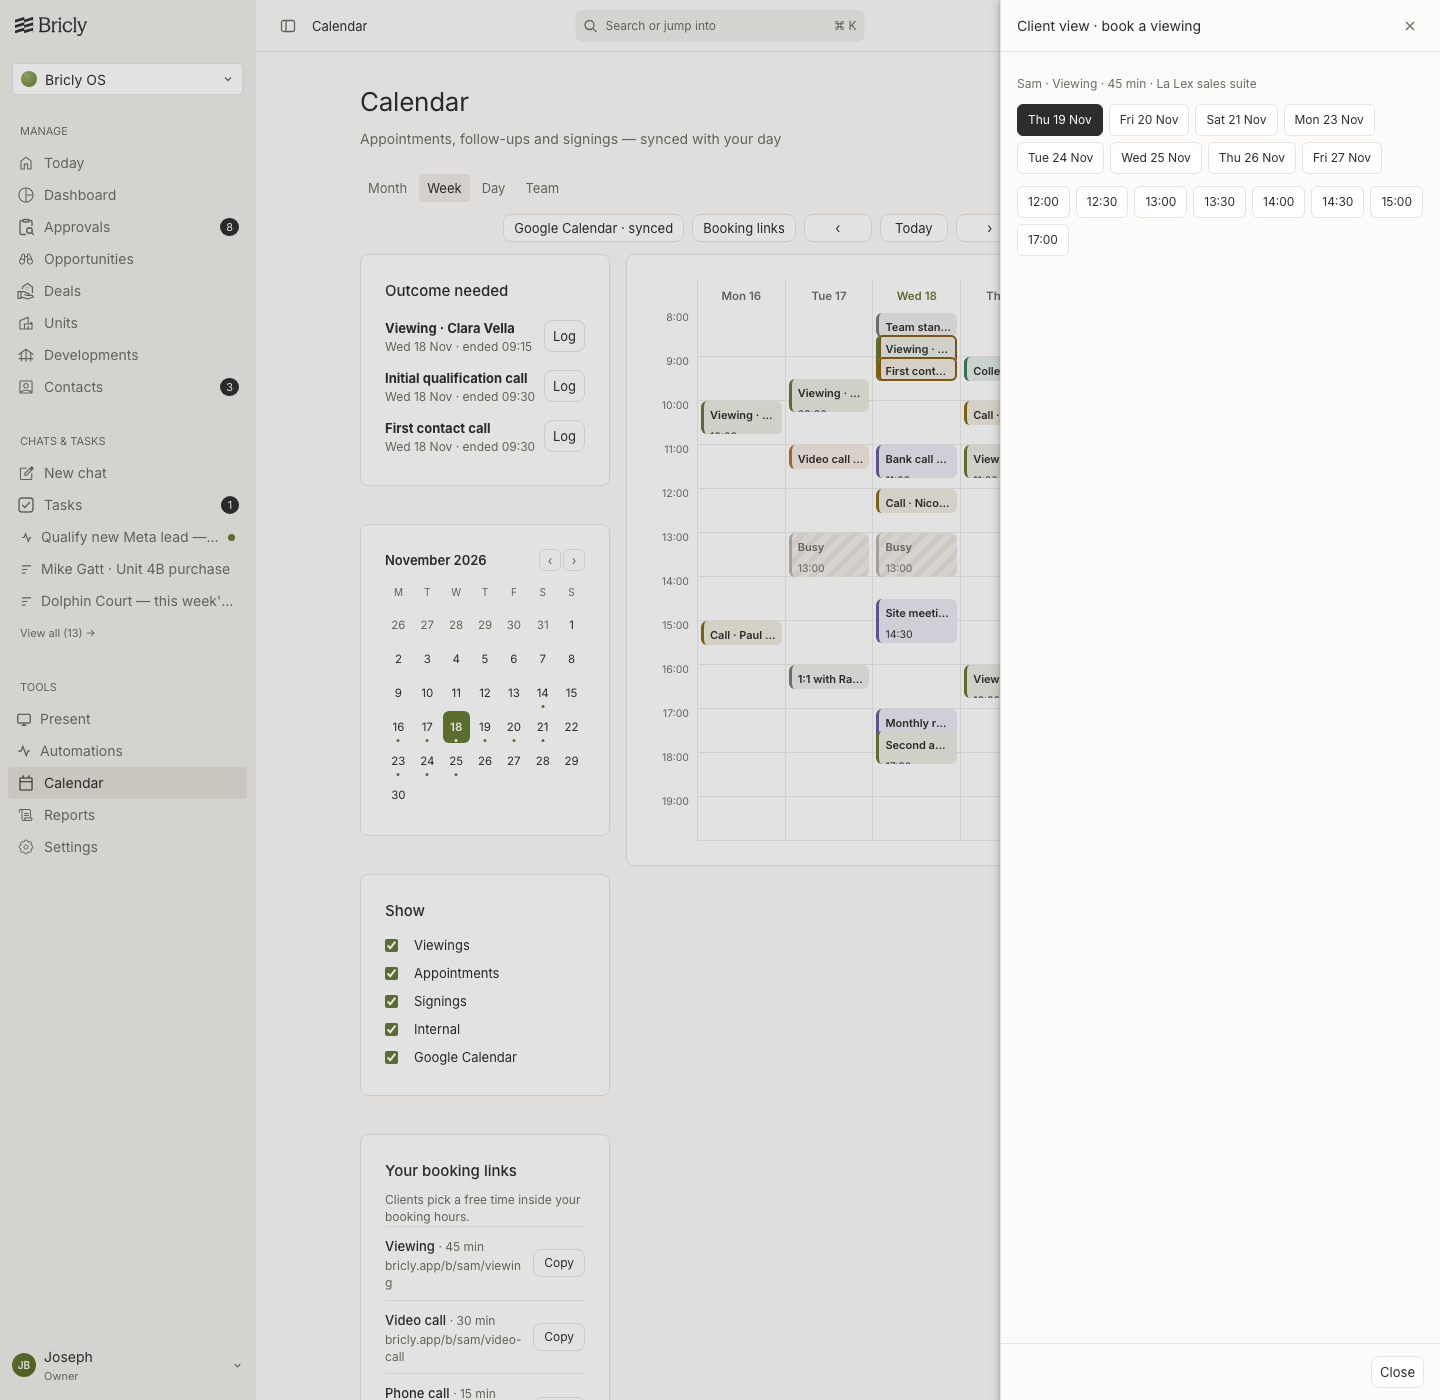 Bricly
Bricly OS
MANAGE
Today
Dashboard
Approvals 8
Opportunities
Deals
Units
Developments
Contacts 3
CHATS & TASKS
New chat
Tasks 1
Qualify new Meta lead —...
Mike Gatt · Unit 4B purchase
Dolphin Court — this week'...
View all (13) →
TOOLS
Present
Automations
Calendar
Reports
Settings
JB Joseph
Owner
Calendar
Search or jump into ⌘ K
Calendar
Appointments, follow-ups and signings — synced with your day
Month Week Day Team
Google Calendar · synced Booking links ‹ Today ›
Outcome needed
Viewing · Clara Vella
Wed 18 Nov · ended 09:15
Log
Initial qualification call
Wed 18 Nov · ended 09:30
Log
First contact call
Wed 18 Nov · ended 09:30
Log
November 2026 ‹ ›
M T W T F S S
26 27 28 29 30 31 1
2 3 4 5 6 7 8
9 10 11 12 13 14 15
16 17 18 19 20 21 22
23 24 25 26 27 28 29
30
Show
Viewings
Appointments
Signings
Internal
Google Calendar
Your booking links
Clients pick a free time inside your
booking hours.
Viewing · 45 min
bricly.app/b/sam/viewin
g
Copy
Video call · 30 min
bricly.app/b/sam/video-
call
Copy
Phone call · 15 min
Mon 16 Tue 17 Wed 18 Th
8:00
Team stan...
Viewing · ...
9:00
First cont...
Colle
Viewing · ...
10:00
Viewing · ...
Call ·
11:00
Video call ...
Bank call ...
View
12:00
Call · Nico...
13:00
Busy
13:00
Busy
13:00
14:00
Site meeti...
14:30
15:00
Call · Paul ...
16:00
1:1 with Ra...
View
17:00
Monthly r...
Second a...
18:00
19:00
Client view · book a viewing ×
Sam · Viewing · 45 min · La Lex sales suite
Thu 19 Nov Fri 20 Nov Sat 21 Nov Mon 23 Nov
Tue 24 Nov Wed 25 Nov Thu 26 Nov Fri 27 Nov
12:00 12:30 13:00 13:30 14:00 14:30 15:00
17:00
Close